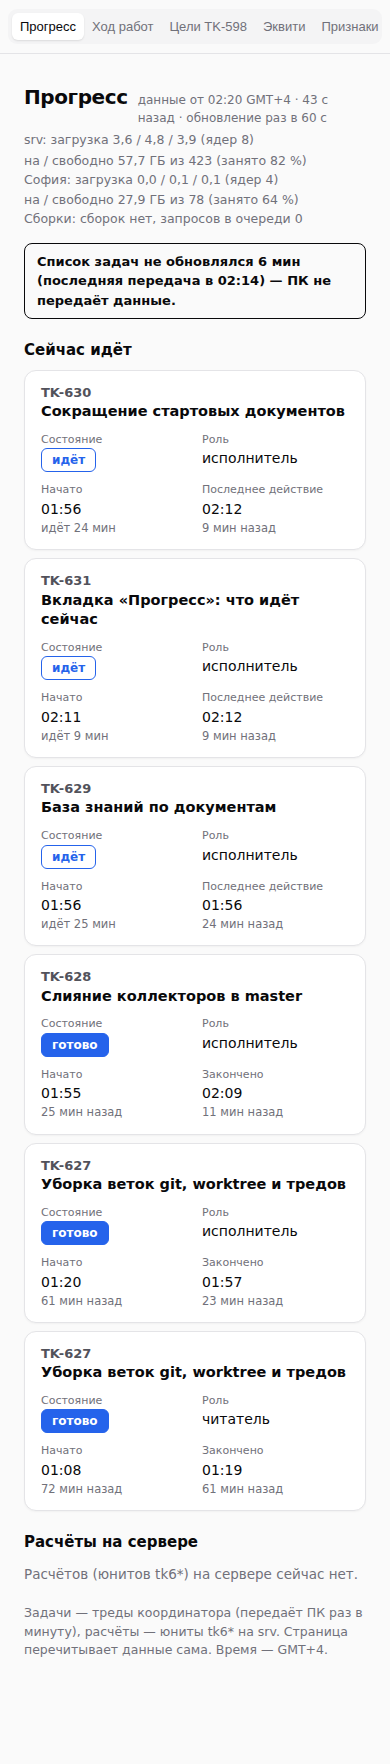 Прогресс Ход работ Цели TK-598 Эквити Признаки
Прогресс данные от 02:20 GMT+4 · 43 с
назад · обновление раз в 60 с
srv: загрузка 3,6 / 4,8 / 3,9 (ядер 8)
на / свободно 57,7 ГБ из 423 (занято 82 %)
София: загрузка 0,0 / 0,1 / 0,1 (ядер 4)
на / свободно 27,9 ГБ из 78 (занято 64 %)
Сборки: сборок нет, запросов в очереди 0
Список задач не обновлялся 6 мин
(последняя передача в 02:14) — ПК не
передаёт данные.
Сейчас идёт
TK-630
Сокращение стартовых документов
Состояние Роль
идёт исполнитель
Начато Последнее действие
01:56 02:12
идёт 24 мин 9 мин назад
TK-631
Вкладка «Прогресс»: что идёт
сейчас
Состояние Роль
идёт исполнитель
Начато Последнее действие
02:11 02:12
идёт 9 мин 9 мин назад
TK-629
База знаний по документам
Состояние Роль
идёт исполнитель
Начато Последнее действие
01:56 01:56
идёт 25 мин 24 мин назад
TK-628
Слияние коллекторов в master
Состояние Роль
готово исполнитель
Начато Закончено
01:55 02:09
25 мин назад 11 мин назад
TK-627
Уборка веток git, worktree и тредов
Состояние Роль
готово исполнитель
Начато Закончено
01:20 01:57
61 мин назад 23 мин назад
TK-627
Уборка веток git, worktree и тредов
Состояние Роль
готово читатель
Начато Закончено
01:08 01:19
72 мин назад 61 мин назад
Расчёты на сервере
Расчётов (юнитов tk6*) на сервере сейчас нет.
Задачи — треды координатора (передаёт ПК раз в
минуту), расчёты — юниты tk6* на srv. Страница
перечитывает данные сама. Время — GMT+4.